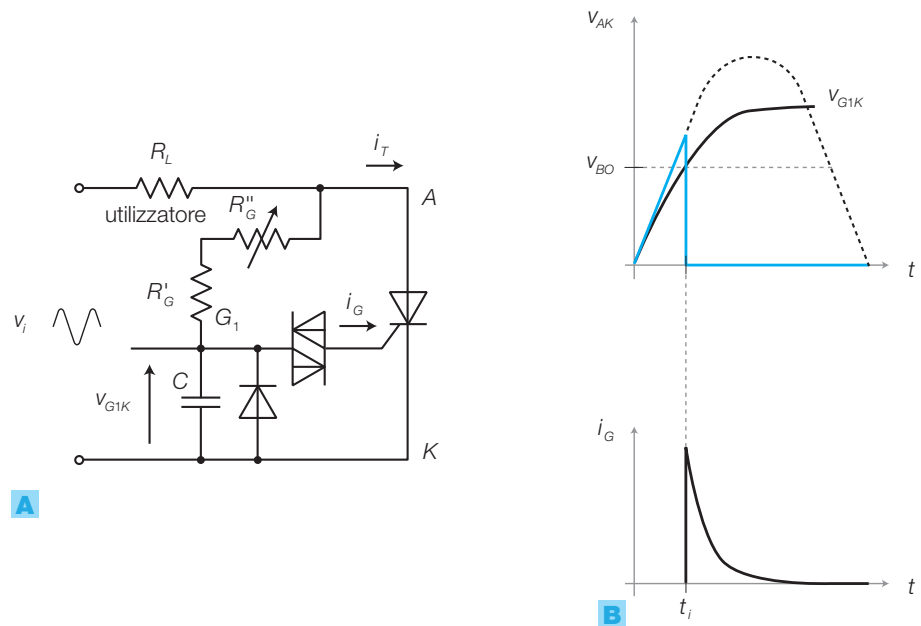 R_L
i_T
utilizzatore
R''_G
A
R'_G
G_1
i_G
v_i
v_G1K
C
K
A
v_AK
v_G1K
v_BO
t
i_G
t
t_i
B